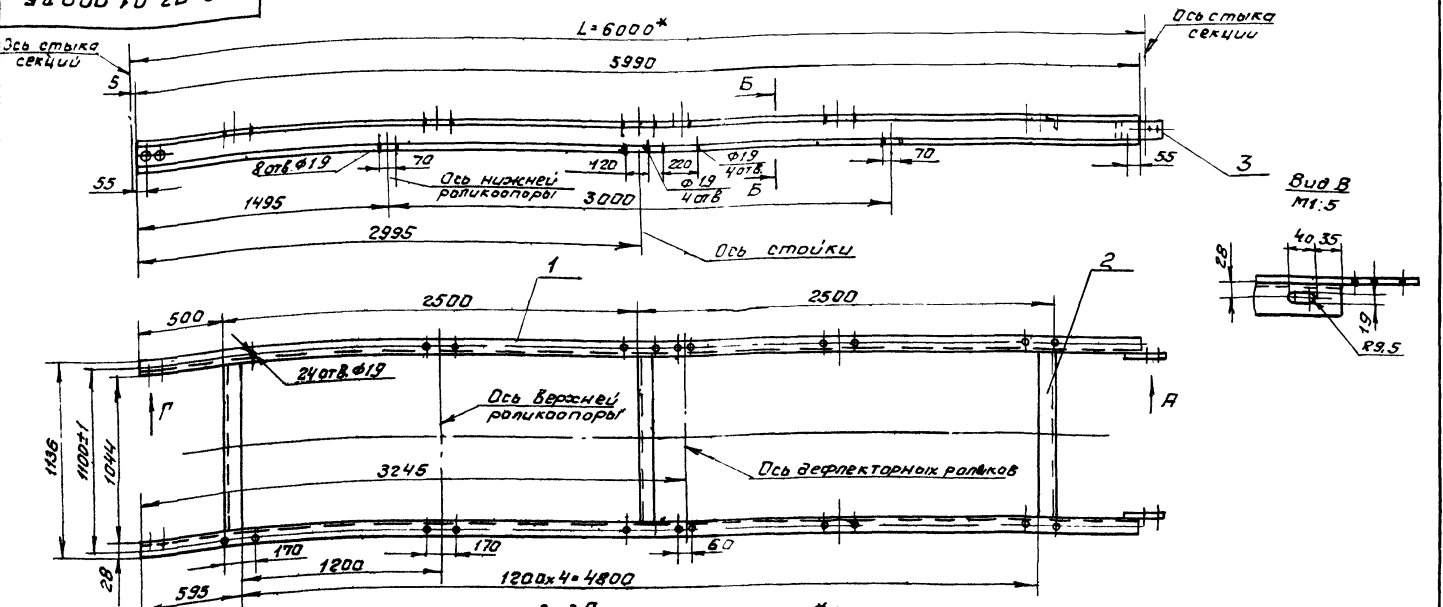 Ось стыка
секций
L=6000*
Ось стыка
секции
5990
5
Б
8 отв. Ф19
70
120
220
Ф19
4 отв.
70
55
3
55
Ось нижней
роликоопоры
Ф19
4 отв
Б
Вид В
М1:5
1495
3000
40
35
2995
Ось стойки
28
19
R9,5
1
2
2500
2500
500
24 отв. Ф19
Г
Ось верхней
роликоопоры
А
1136
1100±1
1044
3245
Ось дефлекторных роликов
170
170
60
1200
1200х4=4800
28
595